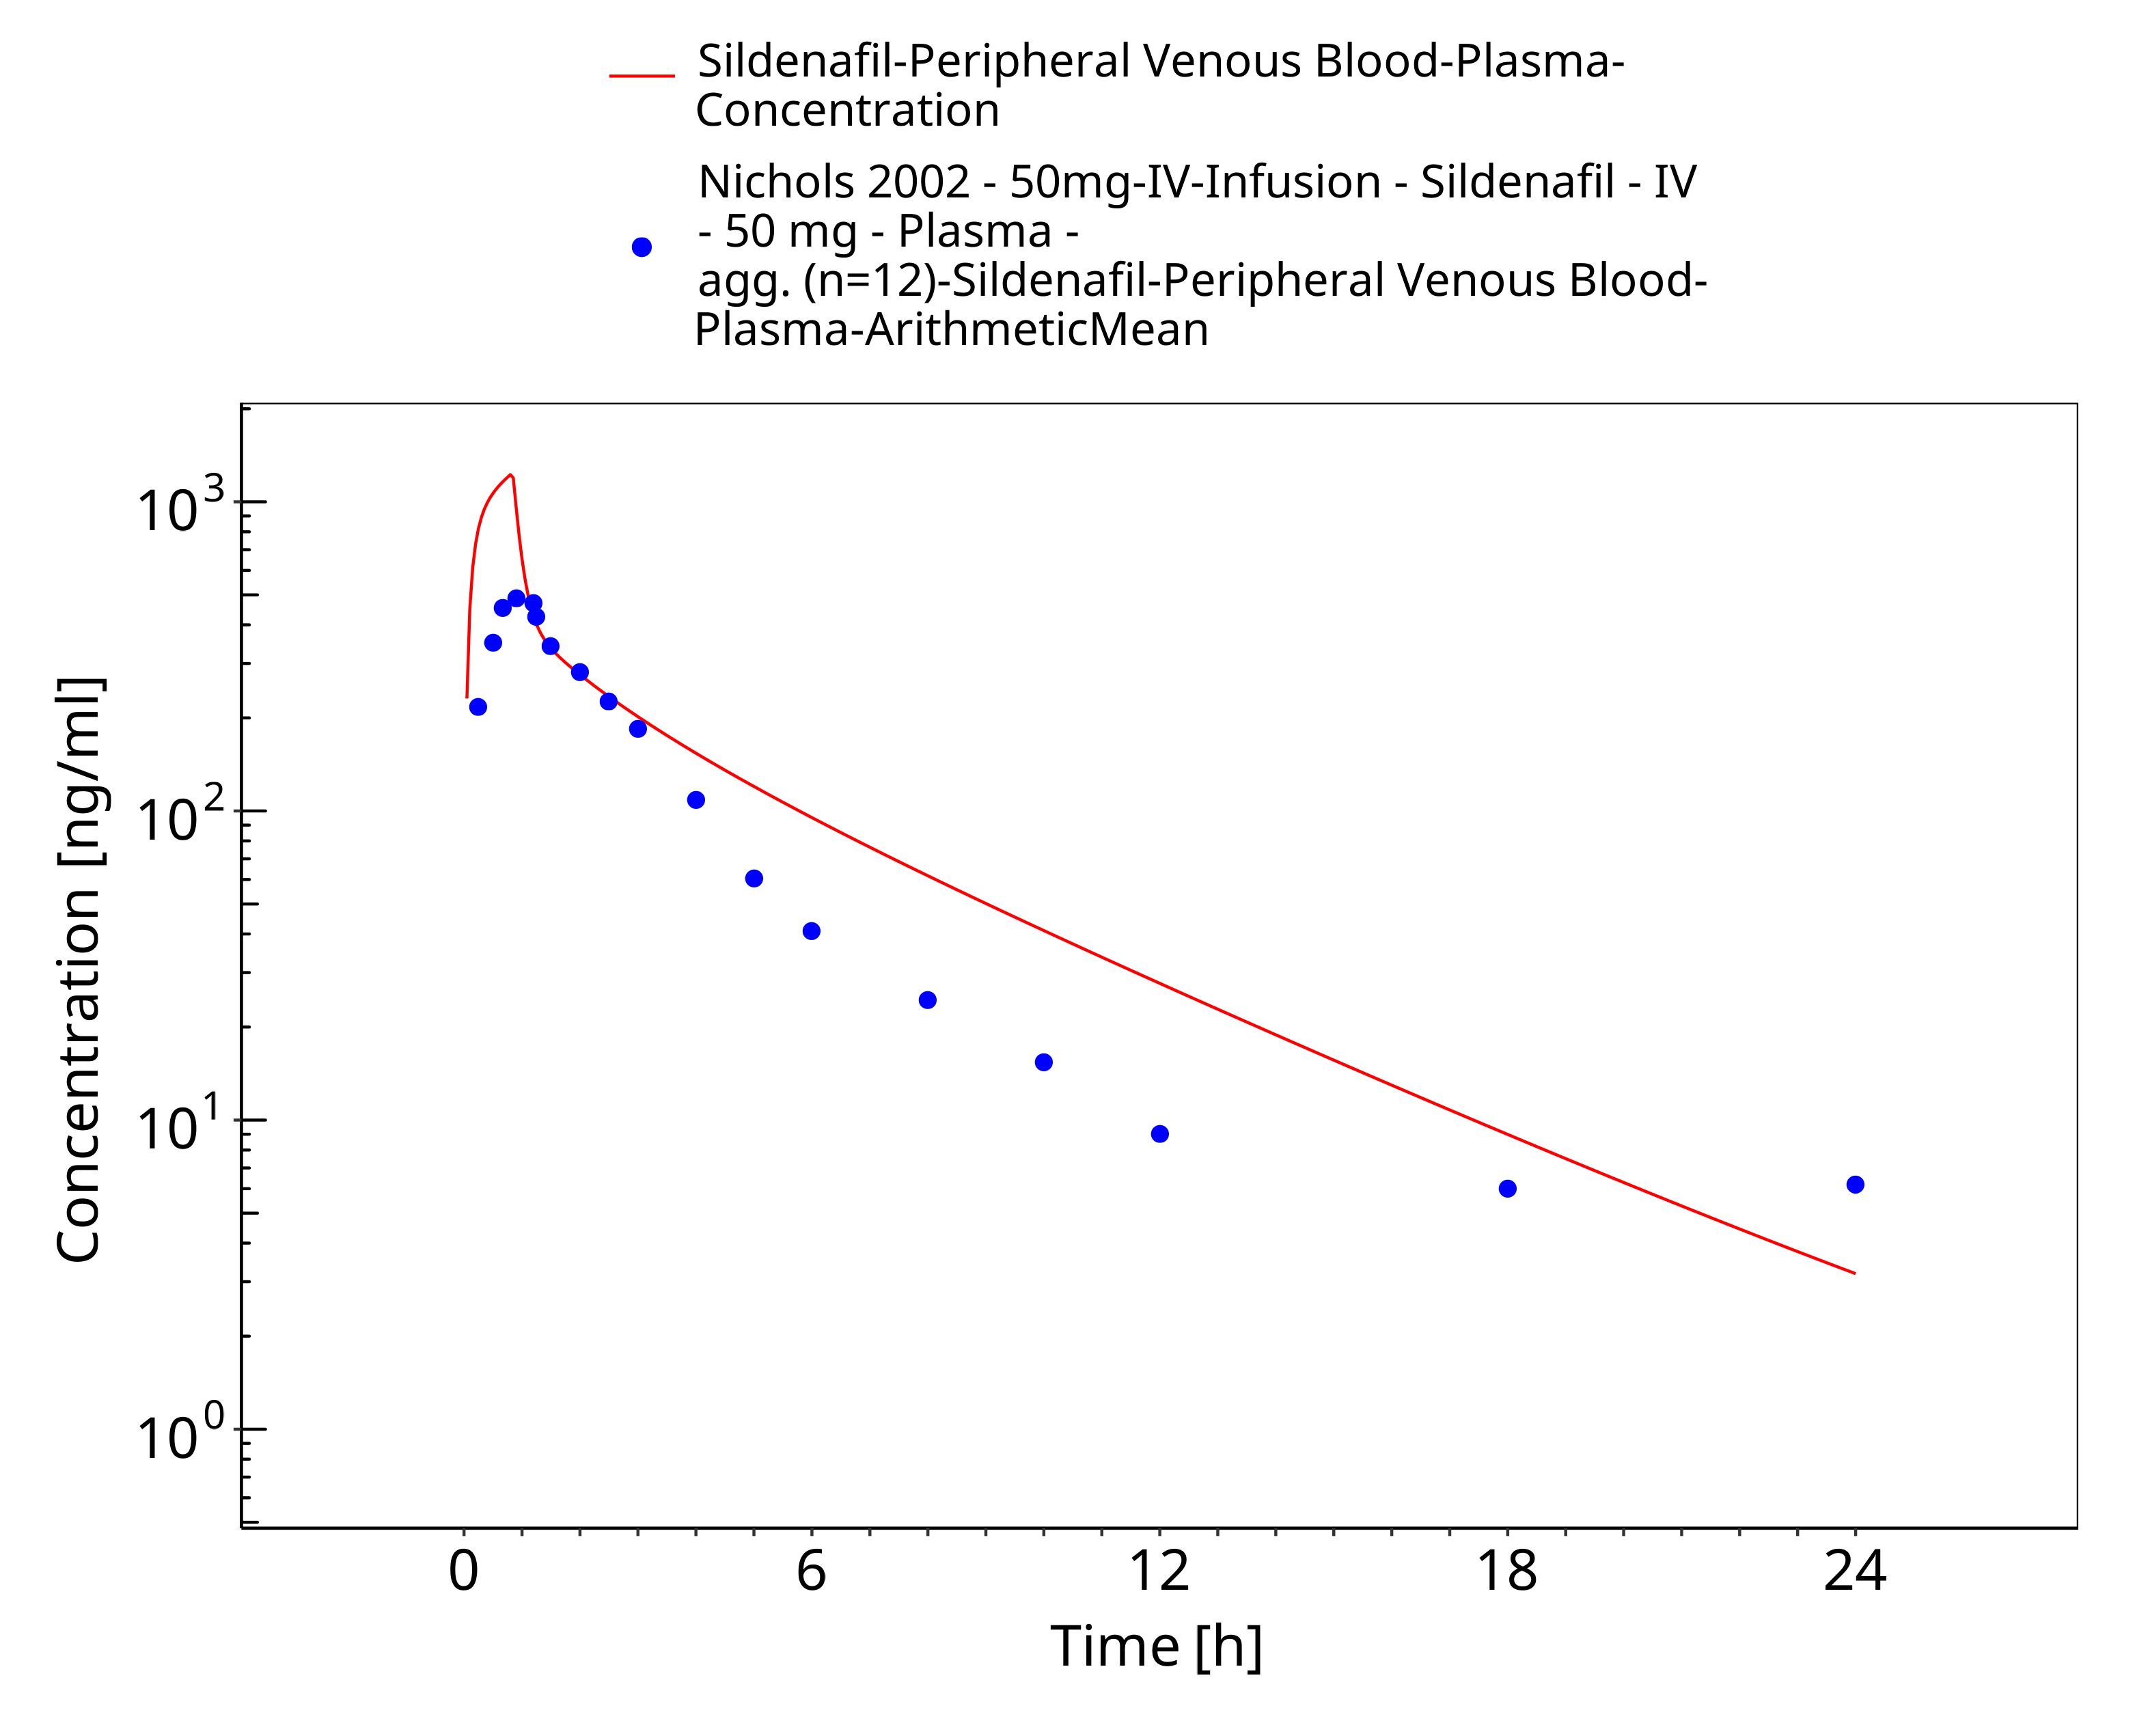 Sildenafil-Peripheral Venous Blood-Plasma-
Concentration
Nichols 2002 - 50mg-IV-Infusion - Sildenafil - IV
- 50 mg - Plasma -
agg. (n=12)-Sildenafil-Peripheral Venous Blood-
Plasma-ArithmeticMean
Concentration [ng/ml]
10³
10²
10¹
10⁰
0 6 12 18 24
Time [h]